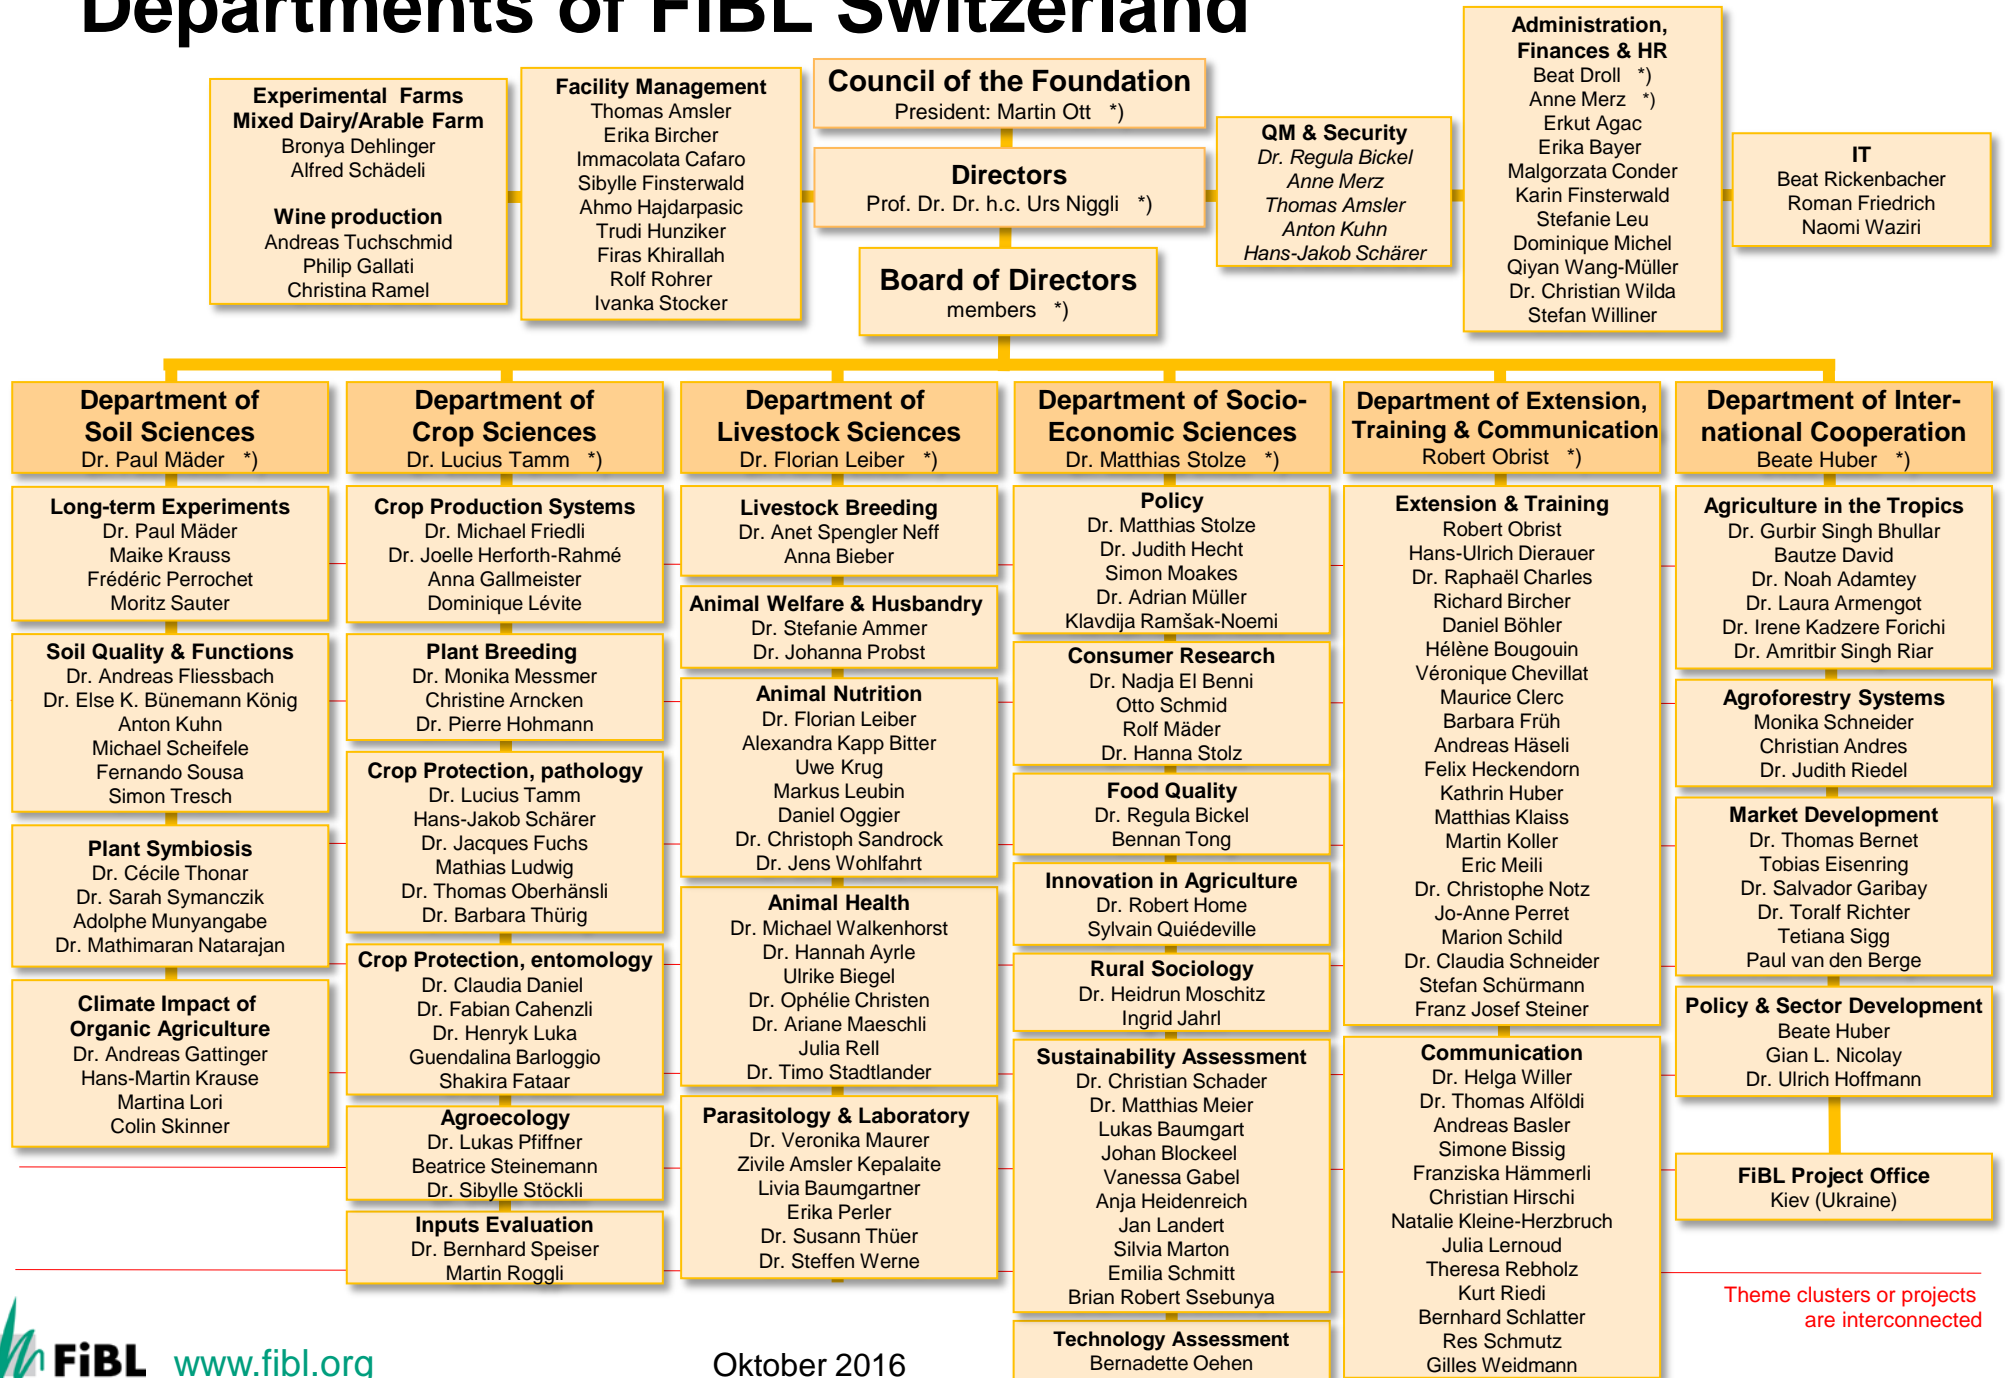 Departments of FiBL Switzerland
Experimental Farms
Mixed Dairy/Arable Farm
Bronya Dehlinger
Alfred Schädeli
Wine production
Andreas Tuchschmid
Philip Gallati
Christina Ramel
Facility Management
Thomas Amsler
Erika Bircher
Immacolata Cafaro
Sibylle Finsterwald
Ahmo Hajdarpasic
Trudi Hunziker
Firas Khirallah
Rolf Rohrer
Ivanka Stocker
Council of the Foundation
President: Martin Ott *)
Directors
Prof. Dr. Dr. h.c. Urs Niggli *)
Board of Directors
members *)
QM & Security
Dr. Regula Bickel
Anne Merz
Thomas Amsler
Anton Kuhn
Hans-Jakob Schärer
Administration,
Finances & HR
Beat Droll *)
Anne Merz *)
Erkut Agac
Erika Bayer
Malgorzata Conder
Karin Finsterwald
Stefanie Leu
Dominique Michel
Qiyan Wang-Müller
Dr. Christian Wilda
Stefan Williner
IT
Beat Rickenbacher
Roman Friedrich
Naomi Waziri
Department of
Soil Sciences
Dr. Paul Mäder *)
Long-term Experiments
Dr. Paul Mäder
Maike Krauss
Frédéric Perrochet
Moritz Sauter
Soil Quality & Functions
Dr. Andreas Fliessbach
Dr. Else K. Bünemann König
Anton Kuhn
Michael Scheifele
Fernando Sousa
Simon Tresch
Plant Symbiosis
Dr. Cécile Thonar
Dr. Sarah Symanczik
Adolphe Munyangabe
Dr. Mathimaran Natarajan
Climate Impact of
Organic Agriculture
Dr. Andreas Gattinger
Hans-Martin Krause
Martina Lori
Colin Skinner
Department of
Crop Sciences
Dr. Lucius Tamm *)
Crop Production Systems
Dr. Michael Friedli
Dr. Joelle Herforth-Rahmé
Anna Gallmeister
Dominique Lévite
Plant Breeding
Dr. Monika Messmer
Christine Arncken
Dr. Pierre Hohmann
Crop Protection, pathology
Dr. Lucius Tamm
Hans-Jakob Schärer
Dr. Jacques Fuchs
Mathias Ludwig
Dr. Thomas Oberhänsli
Dr. Barbara Thürig
Crop Protection, entomology
Dr. Claudia Daniel
Dr. Fabian Cahenzli
Dr. Henryk Luka
Guendalina Barloggio
Shakira Fataar
Agroecology
Dr. Lukas Pfiffner
Beatrice Steinemann
Dr. Sibylle Stöckli
Inputs Evaluation
Dr. Bernhard Speiser
Martin Roggli
Department of
Livestock Sciences
Dr. Florian Leiber *)
Livestock Breeding
Dr. Anet Spengler Neff
Anna Bieber
Animal Welfare & Husbandry
Dr. Stefanie Ammer
Dr. Johanna Probst
Animal Nutrition
Dr. Florian Leiber
Alexandra Kapp Bitter
Uwe Krug
Markus Leubin
Daniel Oggier
Dr. Christoph Sandrock
Dr. Jens Wohlfahrt
Animal Health
Dr. Michael Walkenhorst
Dr. Hannah Ayrle
Ulrike Biegel
Dr. Ophélie Christen
Dr. Ariane Maeschli
Julia Rell
Dr. Timo Stadtlander
Parasitology & Laboratory
Dr. Veronika Maurer
Zivile Amsler Kepalaite
Livia Baumgartner
Erika Perler
Dr. Susann Thüer
Dr. Steffen Werne
Department of Socio-
Economic Sciences
Dr. Matthias Stolze *)
Policy
Dr. Matthias Stolze
Dr. Judith Hecht
Simon Moakes
Dr. Adrian Müller
Klavdija Ramšak-Noemi
Consumer Research
Dr. Nadja El Benni
Otto Schmid
Rolf Mäder
Dr. Hanna Stolz
Food Quality
Dr. Regula Bickel
Bennan Tong
Innovation in Agriculture
Dr. Robert Home
Sylvain Quiédeville
Rural Sociology
Dr. Heidrun Moschitz
Ingrid Jahrl
Sustainability Assessment
Dr. Christian Schader
Dr. Matthias Meier
Lukas Baumgart
Johan Blockeel
Vanessa Gabel
Anja Heidenreich
Jan Landert
Silvia Marton
Emilia Schmitt
Brian Robert Ssebunya
Technology Assessment
Bernadette Oehen
Department of Extension,
Training & Communication
Robert Obrist *)
Extension & Training
Robert Obrist
Hans-Ulrich Dierauer
Dr. Raphaël Charles
Richard Bircher
Daniel Böhler
Hélène Bougouin
Véronique Chevillat
Maurice Clerc
Barbara Früh
Andreas Häseli
Felix Heckendorn
Kathrin Huber
Matthias Klaiss
Martin Koller
Eric Meili
Dr. Christophe Notz
Jo-Anne Perret
Marion Schild
Dr. Claudia Schneider
Stefan Schürmann
Franz Josef Steiner
Communication
Dr. Helga Willer
Dr. Thomas Alföldi
Andreas Basler
Simone Bissig
Franziska Hämmerli
Christian Hirschi
Natalie Kleine-Herzbruch
Julia Lernoud
Theresa Rebholz
Kurt Riedi
Bernhard Schlatter
Res Schmutz
Gilles Weidmann
Department of Inter-
national Cooperation
Beate Huber *)
Agriculture in the Tropics
Dr. Gurbir Singh Bhullar
Bautze David
Dr. Noah Adamtey
Dr. Laura Armengot
Dr. Irene Kadzere Forichi
Dr. Amritbir Singh Riar
Agroforestry Systems
Monika Schneider
Christian Andres
Dr. Judith Riedel
Market Development
Dr. Thomas Bernet
Tobias Eisenring
Dr. Salvador Garibay
Dr. Toralf Richter
Tetiana Sigg
Paul van den Berge
Policy & Sector Development
Beate Huber
Gian L. Nicolay
Dr. Ulrich Hoffmann
FiBL Project Office
Kiev (Ukraine)
Theme clusters or projects
are interconnected
FiBL www.fibl.org
Oktober 2016